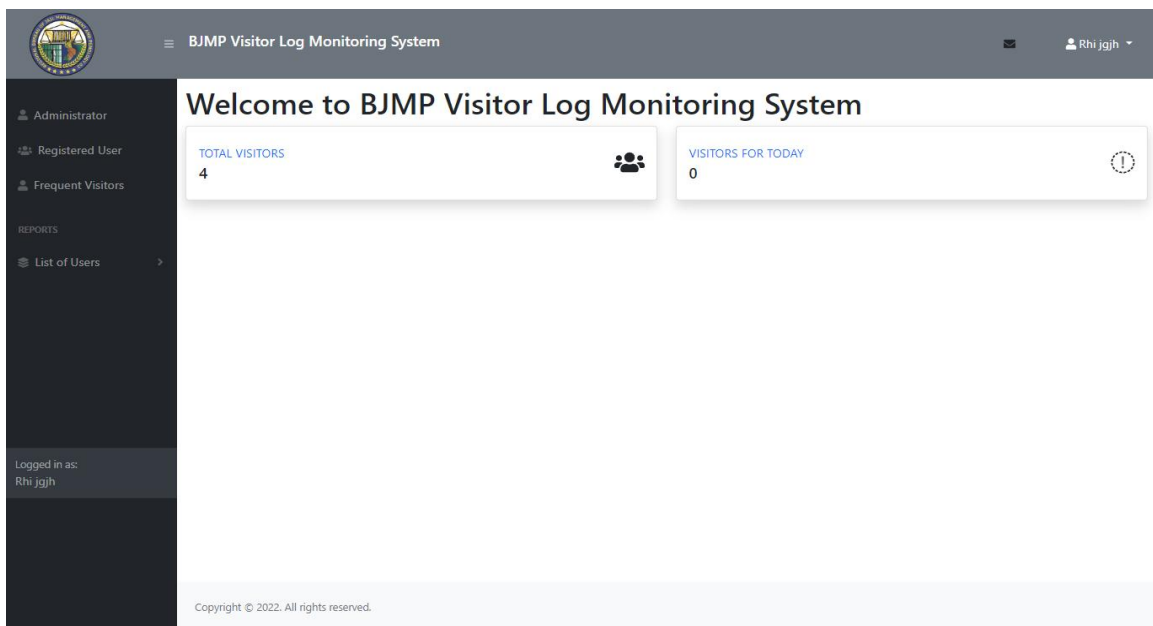 BJMP Visitor Log Monitoring System
Rhi jgjh
Administrator
Registered User
Frequent Visitors
REPORTS
List of Users
Logged in as:
Rhi jgjh
Welcome to BJMP Visitor Log Monitoring System
TOTAL VISITORS
4
VISITORS FOR TODAY
0
Copyright © 2022. All rights reserved.